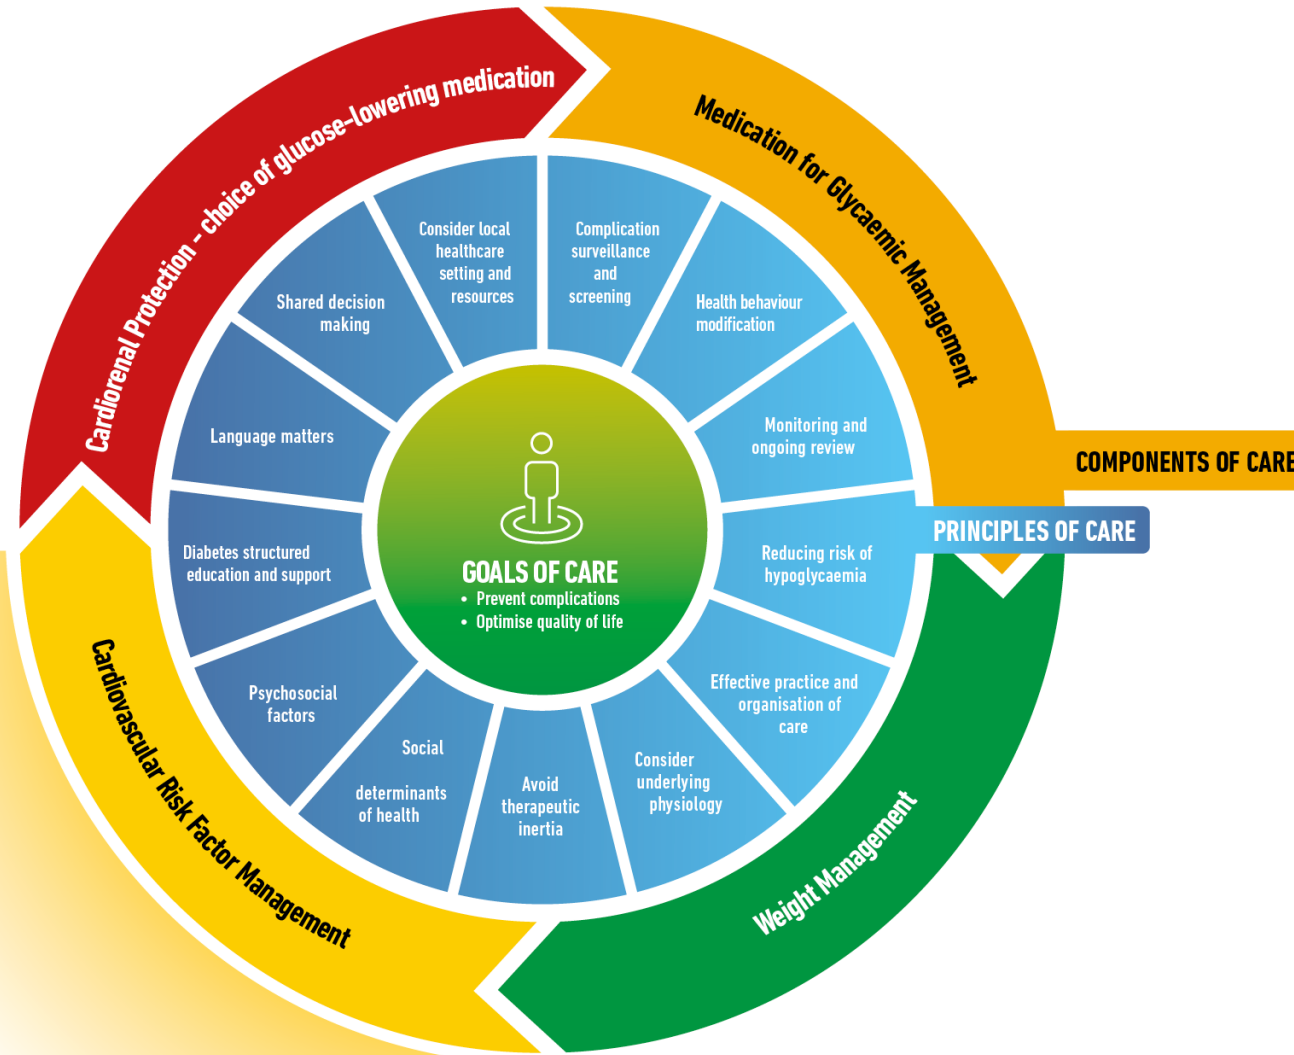 Cardiorenal Protection - choice of glucose-lowering medication
Medication for Glycaemic Management
Weight Management
Cardiovascular Risk Factor Management
COMPONENTS OF CARE
PRINCIPLES OF CARE
Consider local
healthcare
setting and
resources
Complication
surveillance
and
screening
Health behaviour
modification
Monitoring and
ongoing review
Reducing risk of
hypoglycaemia
Effective practice and
organisation of
care
Consider
underlying
physiology
Avoid
therapeutic
inertia
Social
determinants
of health
Psychosocial
factors
Diabetes structured
education and support
Language matters
Shared decision
making
GOALS OF CARE
• Prevent complications
• Optimise quality of life